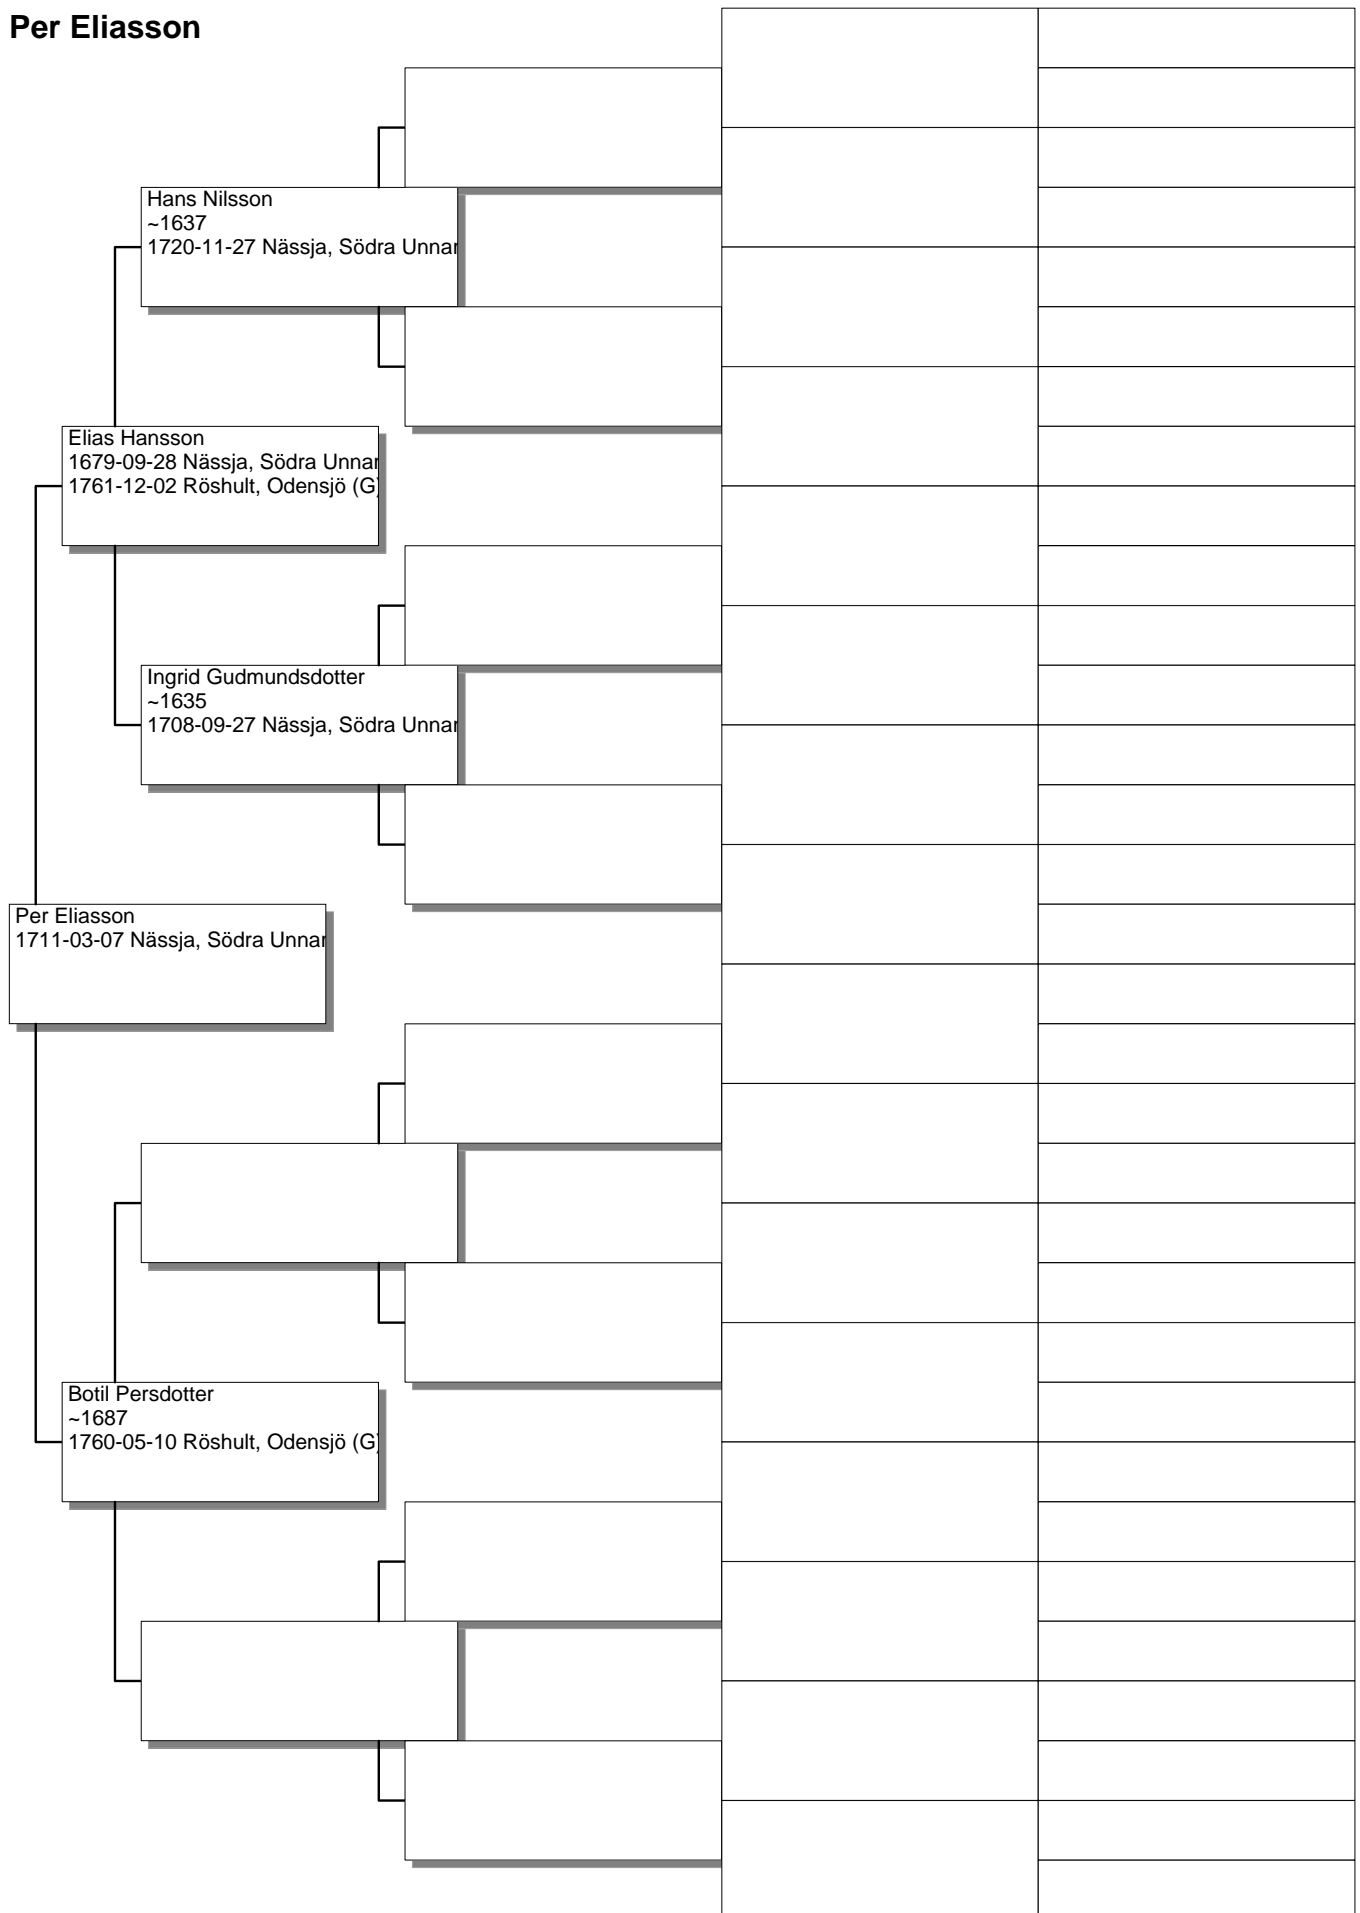 Per Eliasson
Hans Nilsson
~1637
1720-11-27 Nässja, Södra Unnar
Elias Hansson
1679-09-28 Nässja, Södra Unnar
1761-12-02 Röshult, Odensjö (G)
Ingrid Gudmundsdotter
~1635
1708-09-27 Nässja, Södra Unnar
Per Eliasson
1711-03-07 Nässja, Södra Unnar
Botil Persdotter
~1687
1760-05-10 Röshult, Odensjö (G)